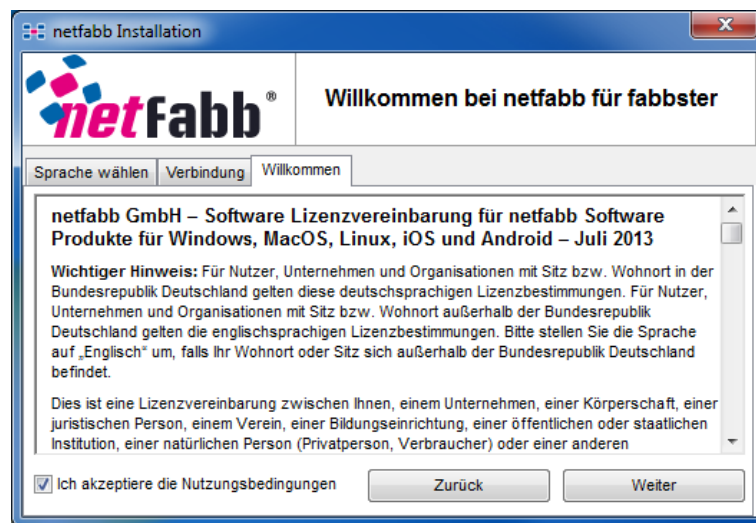 netfabb Installation
netfabb®
Willkommen bei netfabb für fabbster
Sprache wählen Verbindung Willkommen
netfabb GmbH – Software Lizenzvereinbarung für netfabb Software
Produkte für Windows, MacOS, Linux, iOS und Android – Juli 2013
Wichtiger Hinweis: Für Nutzer, Unternehmen und Organisationen mit Sitz bzw. Wohnort in der
Bundesrepublik Deutschland gelten diese deutschsprachigen Lizenzbestimmungen. Für Nutzer,
Unternehmen und Organisationen mit Sitz bzw. Wohnort außerhalb der Bundesrepublik
Deutschland gelten die englischsprachigen Lizenzbestimmungen. Bitte stellen Sie die Sprache
auf „Englisch“ um, falls Ihr Wohnort oder Sitz sich außerhalb der Bundesrepublik Deutschland
befindet.
Dies ist eine Lizenzvereinbarung zwischen Ihnen, einem Unternehmen, einer Körperschaft, einer
juristischen Person, einem Verein, einer Bildungseinrichtung, einer öffentlichen oder staatlichen
Institution, einer natürlichen Person (Privatperson, Verbraucher) oder einer anderen
Ich akzeptiere die Nutzungsbedingungen Zurück Weiter